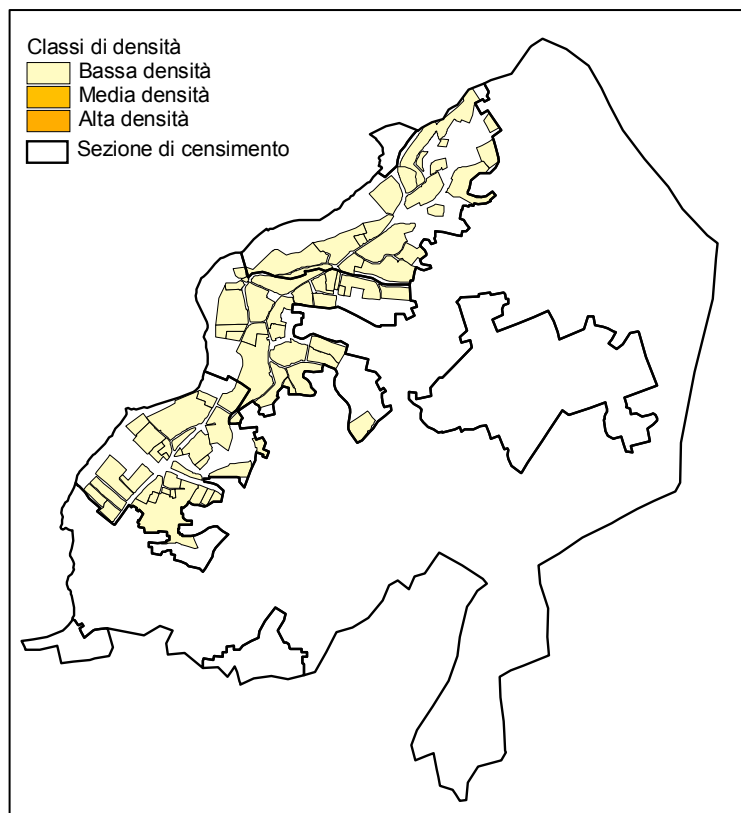 Classi di densità
Bassa densità
Media densità
Alta densità
Sezione di censimento